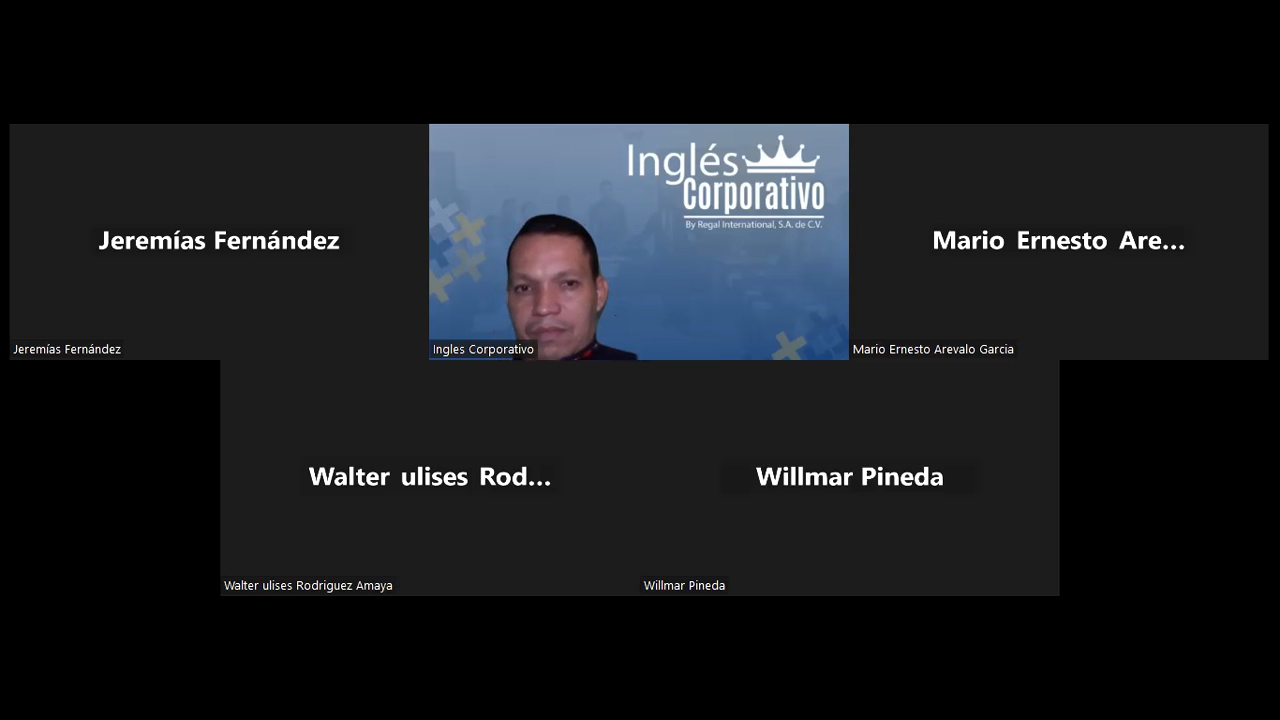 Jeremías Fernández
Jeremías Fernández
Inglés
Corporativo
By Regal International, S.A. de C.V.
Ingles Corporativo
Mario Ernesto Are...
Mario Ernesto Arevalo Garcia
Walter ulises Rod...
Walter ulises Rodriguez Amaya
Willmar Pineda
Willmar Pineda